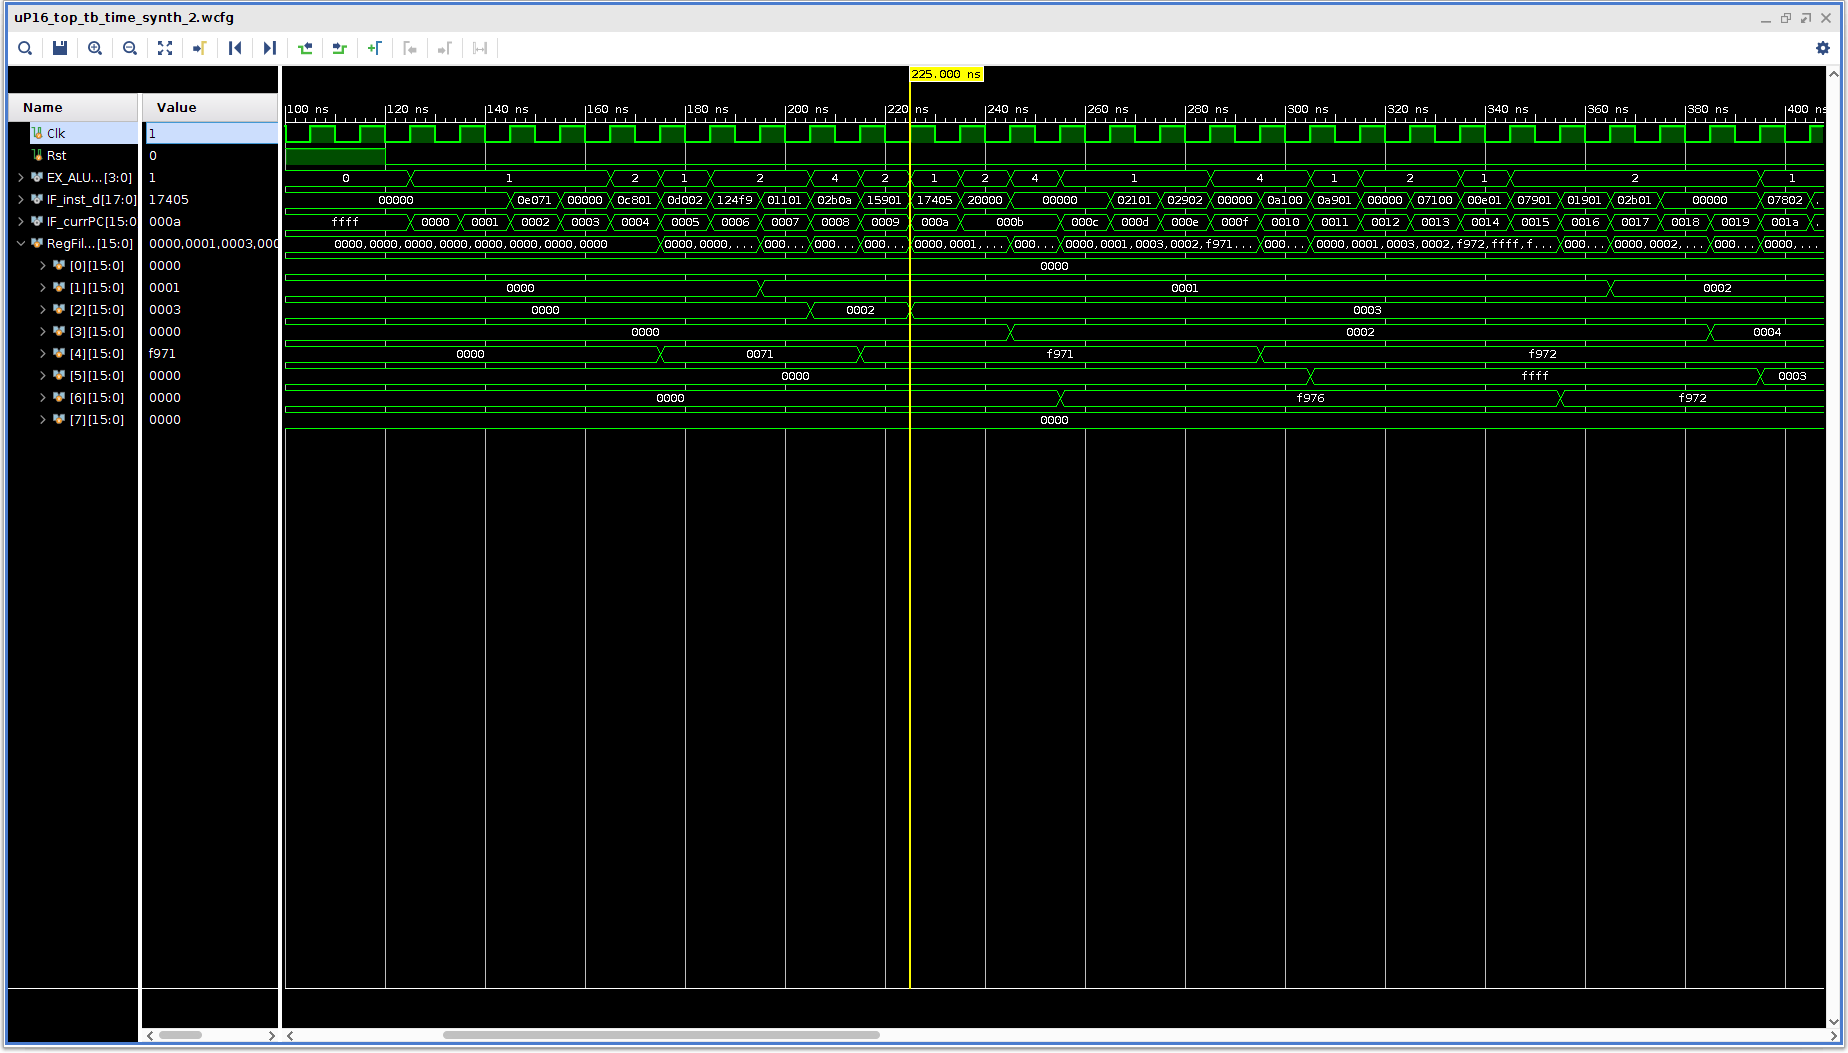 uP16_top_tb_time_synth_2.wcfg
225.000 ns
Name Value 100 ns 120 ns 140 ns 160 ns 180 ns 200 ns 220 ns 240 ns 260 ns 280 ns 300 ns 320 ns 340 ns 360 ns 380 ns 400 ns
Clk 1
Rst 0
EX_ALU...[3:0] 1 0 1 2 1 2 4 2 1 2 4 1 4 1 2 1 2 1
IF_inst_d[17:0] 17405 00000 0e071 00000 0c801 0d002 124f9 01101 02b0a 15901 17405 20000 00000 02101 02902 00000 0a100 0a901 00000 07100 00e01 07901 01901 02b01 00000 07802 .
IF_currPC[15:0 000a ffff 0000 0001 0002 0003 0004 0005 0006 0007 0008 0009 000a 000b 000c 000d 000e 000f 0010 0011 0012 0013 0014 0015 0016 0017 0018 0019 001a .
RegFil...[15:0] 0000,0001,0003,000 0000,0000,0000,0000,0000,0000,0000,0000 0000,0000,... 000... 000... 000... 0000,0001,... 000... 0000,0001,0003,0002,f971... 000... 0000,0001,0003,0002,f972,ffff,f... 000... 0000,0002,... 000... 0000,...
[0][15:0] 0000 0000
[1][15:0] 0001 0000 0001 0002
[2][15:0] 0003 0000 0002 0003
[3][15:0] 0000 0000 0002 0004
[4][15:0] f971 0000 0071 f971 f972
[5][15:0] 0000 0000 ffff 0003
[6][15:0] 0000 0000 f976 f972
[7][15:0] 0000 0000